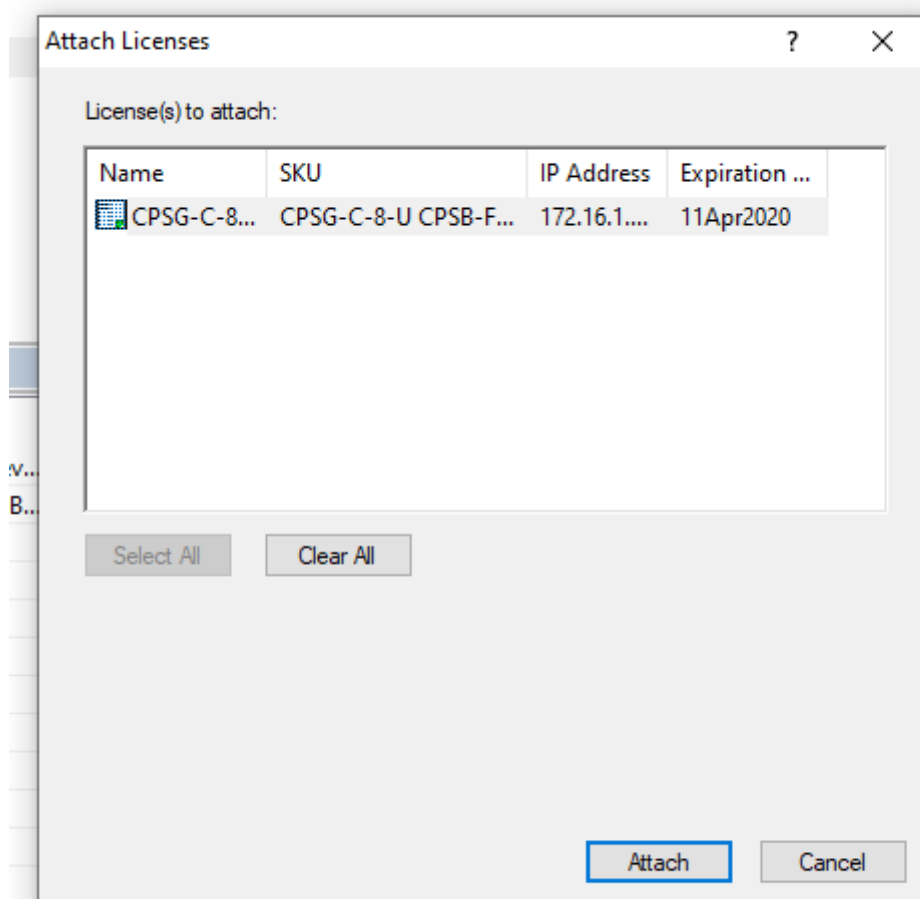 Attach Licenses ? ×
License(s) to attach:
Name SKU IP Address Expiration ...
CPSG-C-8... CPSG-C-8-U CPSB-F... 172.16.1.... 11Apr2020
v...
B...
Select All Clear All
Attach Cancel